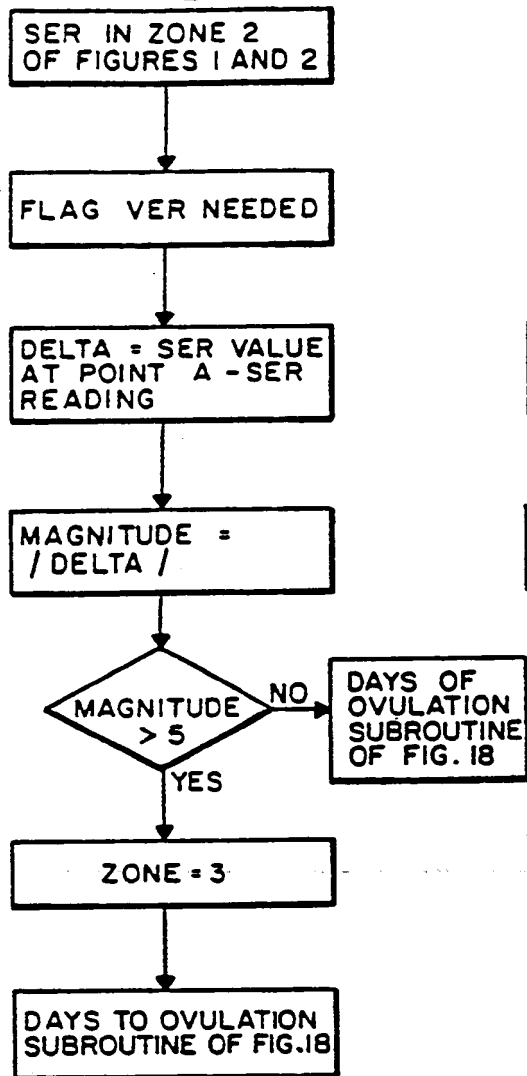 SER IN ZONE 2
OF FIGURES 1 AND 2
FLAG VER NEEDED
DELTA = SER VALUE
AT POINT A - SER
READING
MAGNITUDE =
/ DELTA /
MAGNITUDE
> 5
NO
DAYS OF
OVULATION
SUBROUTINE
OF FIG. 18
YES
ZONE = 3
DAYS TO OVULATION
SUBROUTINE OF FIG.18